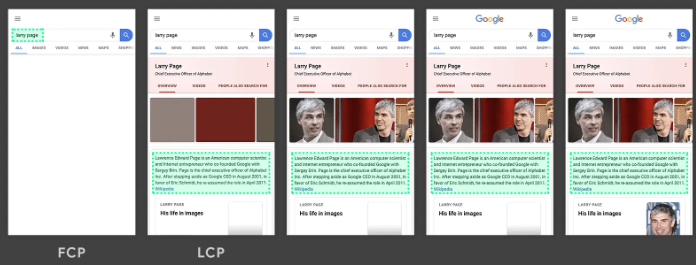 larry page
ALL IMAGES VIDEOS NEWS MAPS SHOPPI
larry page
ALL IMAGES VIDEOS NEWS MAPS SHOPPI
Larry Page
Chief Executive Officer of Alphabet
OVERVIEW VIDEOS PEOPLE ALSO SEARCH FOR
Lawrence Edward Page is an American computer scientist
and Internet entrepreneur who co-founded Google with
Sergey Brin. Page is the chief executive officer of Alphabet
Inc. After stepping aside as Google CEO in August 2001, in
favor of Eric Schmidt, he re-assumed the role in April 2011.
Wikipedia
LARRY PAGE
His life in images
larry page
ALL NEWS IMAGES VIDEOS MAPS SHOPPI
Larry Page
Chief Executive Officer of Alphabet
OVERVIEW VIDEOS PEOPLE ALSO SEARCH FOR
Lawrence Edward Page is an American computer scientist
and Internet entrepreneur who co-founded Google with
Sergey Brin. Page is the chief executive officer of Alphabet
Inc. After stepping aside as Google CEO in August 2001, in
favor of Eric Schmidt, he re-assumed the role in April 2011.
Wikipedia
LARRY PAGE
His life in images
Google
larry page
ALL NEWS IMAGES VIDEOS MAPS SHOPPI
Larry Page
Chief Executive Officer of Alphabet
OVERVIEW VIDEOS PEOPLE ALSO SEARCH FOR
Lawrence Edward Page is an American computer scientist
and Internet entrepreneur who co-founded Google with
Sergey Brin. Page is the chief executive officer of Alphabet
Inc. After stepping aside as Google CEO in August 2001, in
favor of Eric Schmidt, he re-assumed the role in April 2011.
Wikipedia
LARRY PAGE
His life in images
Google
larry page
ALL NEWS IMAGES VIDEOS MAPS SHOPPI
Larry Page
Chief Executive Officer of Alphabet
OVERVIEW VIDEOS PEOPLE ALSO SEARCH FOR
Lawrence Edward Page is an American computer scientist
and Internet entrepreneur who co-founded Google with
Sergey Brin. Page is the chief executive officer of Alphabet
Inc. After stepping aside as Google CEO in August 2001, in
favor of Eric Schmidt, he re-assumed the role in April 2011.
Wikipedia
LARRY PAGE
His life in images
FCP
LCP